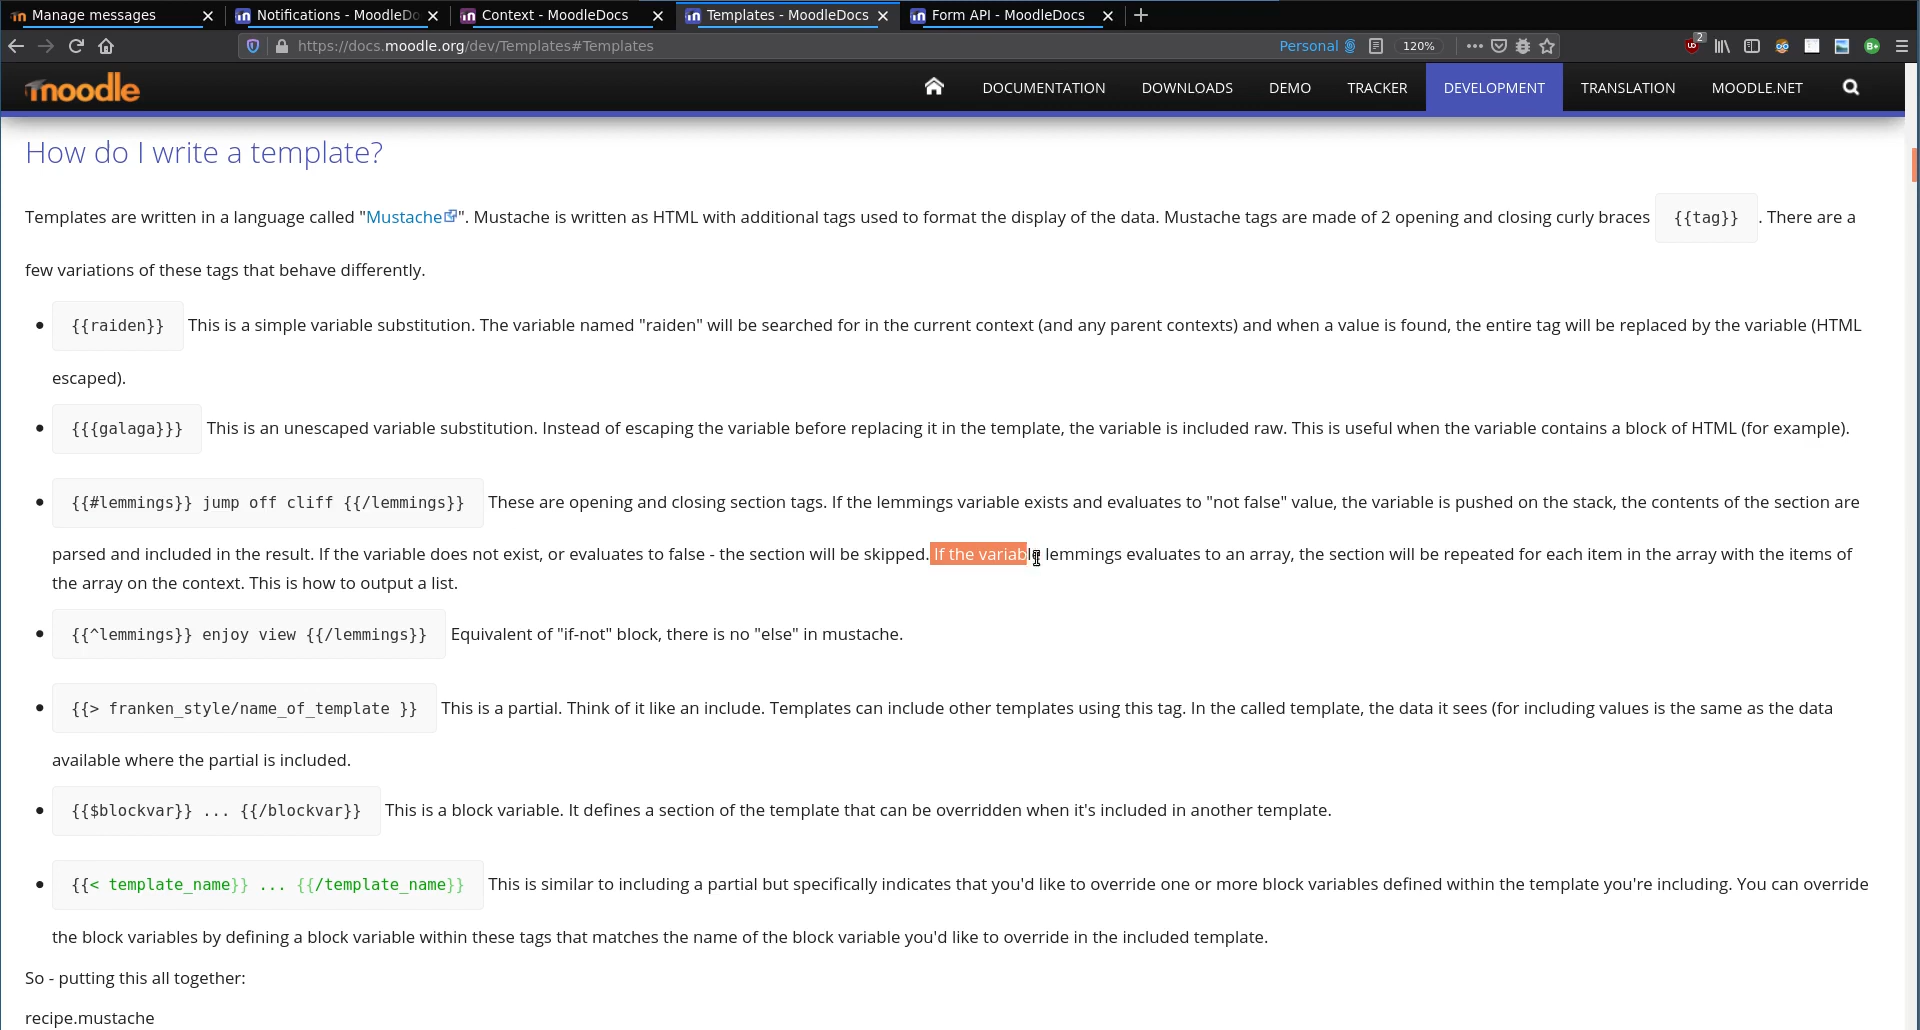 Manage messages
Notifications - MoodleDo
Context - MoodleDocs
Templates - MoodleDocs
Form API - MoodleDocs
https://docs.moodle.org/dev/Templates#Templates
Personal
120%
2
moodle
DOCUMENTATION
DOWNLOADS
DEMO
TRACKER
DEVELOPMENT
TRANSLATION
MOODLE.NET
How do I write a template?
Templates are written in a language called "Mustache". Mustache is written as HTML with additional tags used to format the display of the data. Mustache tags are made of 2 opening and closing curly braces {{tag}} . There are a
few variations of these tags that behave differently.
{{raiden}} This is a simple variable substitution. The variable named "raiden" will be searched for in the current context (and any parent contexts) and when a value is found, the entire tag will be replaced by the variable (HTML
escaped).
{{{galaga}}} This is an unescaped variable substitution. Instead of escaping the variable before replacing it in the template, the variable is included raw. This is useful when the variable contains a block of HTML (for example).
{{#lemmings}} jump off cliff {{/lemmings}} These are opening and closing section tags. If the lemmings variable exists and evaluates to "not false" value, the variable is pushed on the stack, the contents of the section are
parsed and included in the result. If the variable does not exist, or evaluates to false - the section will be skipped. If the variable lemmings evaluates to an array, the section will be repeated for each item in the array with the items of
the array on the context. This is how to output a list.
{{^lemmings}} enjoy view {{/lemmings}} Equivalent of "if-not" block, there is no "else" in mustache.
{{> franken_style/name_of_template }} This is a partial. Think of it like an include. Templates can include other templates using this tag. In the called template, the data it sees (for including values is the same as the data
available where the partial is included.
{{$blockvar}} ... {{/blockvar}} This is a block variable. It defines a section of the template that can be overridden when it's included in another template.
{{< template_name}} ... {{/template_name}} This is similar to including a partial but specifically indicates that you'd like to override one or more block variables defined within the template you're including. You can override
the block variables by defining a block variable within these tags that matches the name of the block variable you'd like to override in the included template.
So - putting this all together:
recipe.mustache